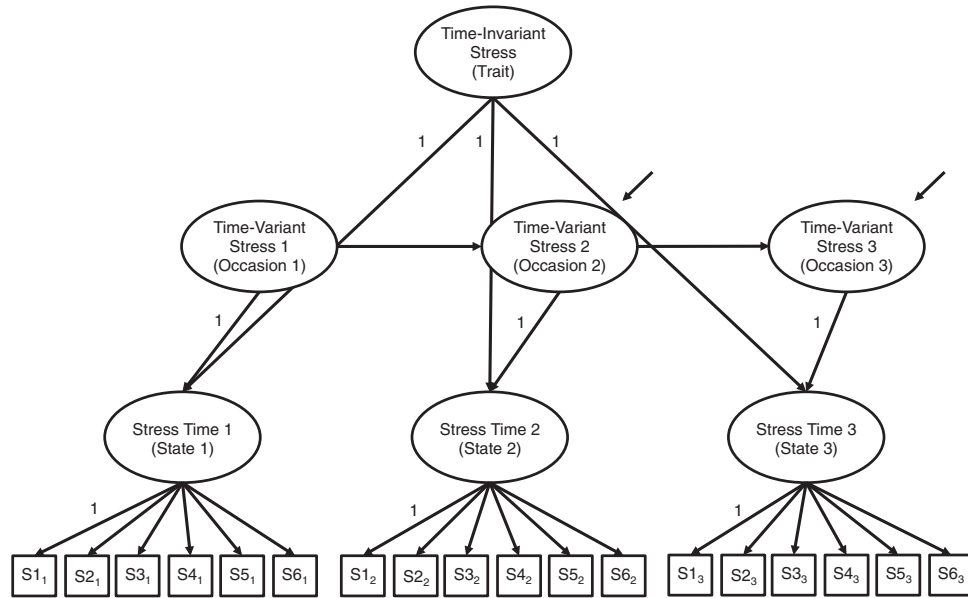 Time-Invariant
Stress
(Trait)
1 1 1
Time-Variant
Stress 1
(Occasion 1)
Time-Variant
Stress 2
(Occasion 2)
Time-Variant
Stress 3
(Occasion 3)
1 1 1
Stress Time 1
(State 1)
Stress Time 2
(State 2)
Stress Time 3
(State 3)
1 1 1
S1₁ S2₁ S3₁ S4₁ S5₁ S6₁ S1₂ S2₂ S3₂ S4₂ S5₂ S6₂ S1₃ S2₃ S3₃ S4₃ S5₃ S6₃